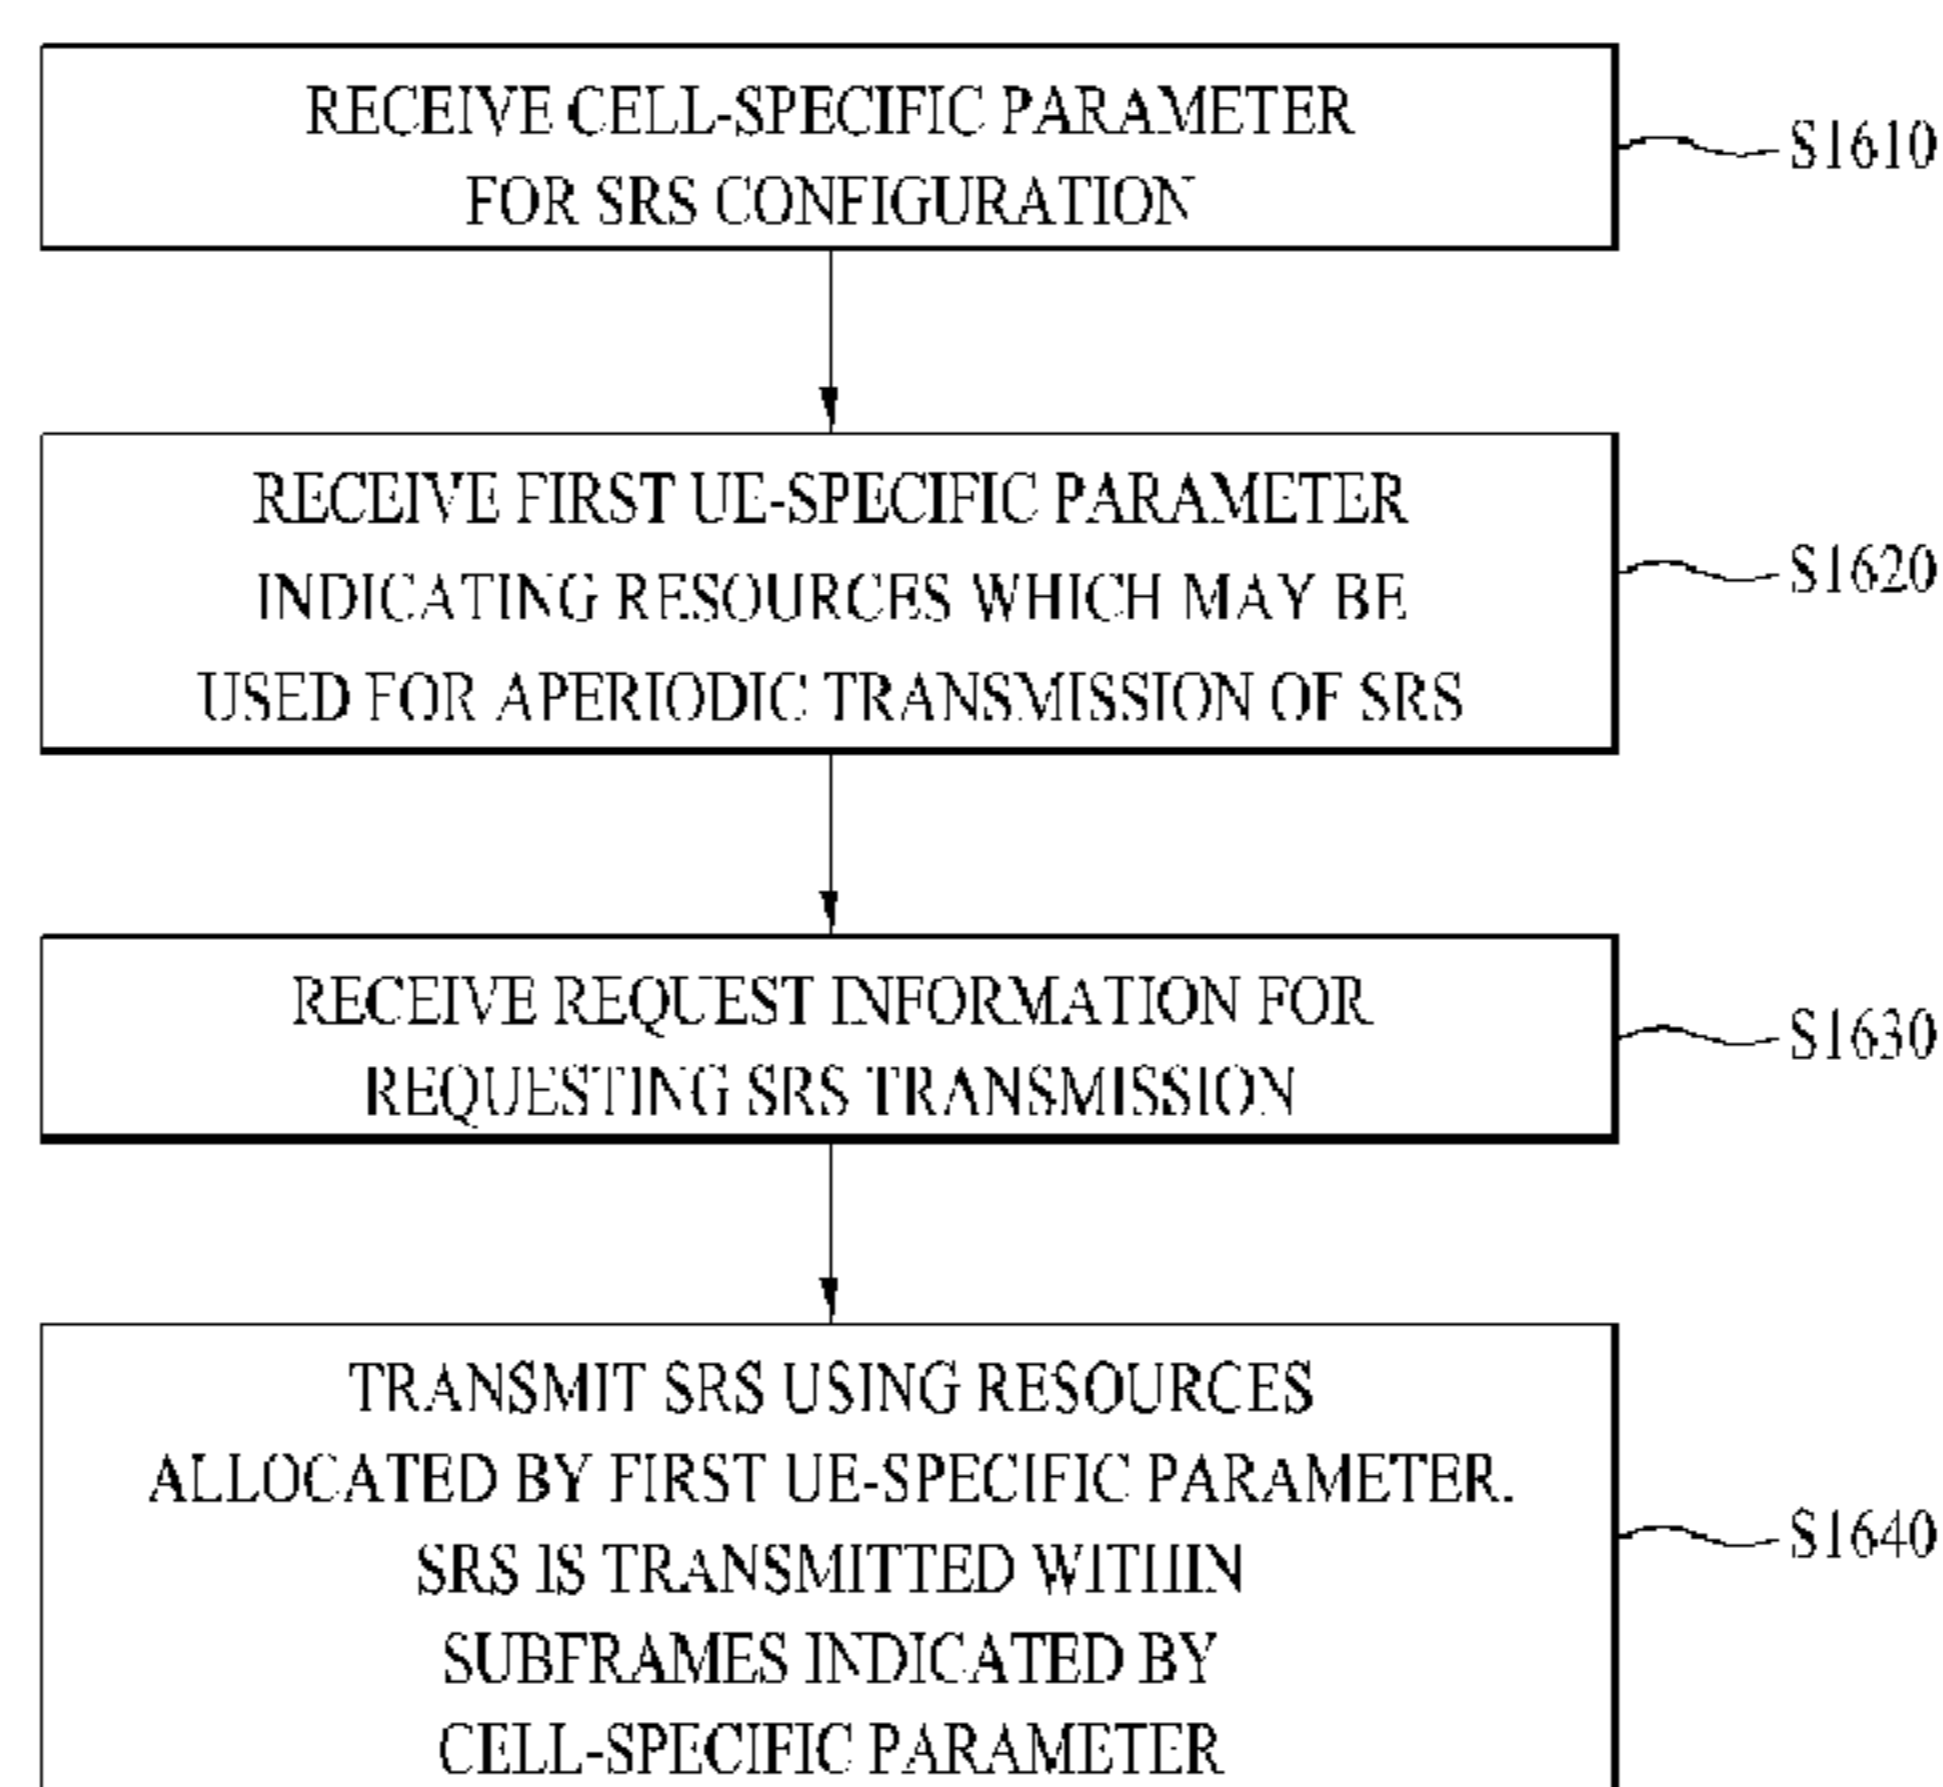 RECEIVE CELL-SPECIFIC PARAMETER
FOR SRS CONFIGURATION
S1610
RECEIVE FIRST UE-SPECIFIC PARAMETER
INDICATING RESOURCES WHICH MAY BE
USED FOR APERIODIC TRANSMISSION OF SRS
S1620
RECEIVE REQUEST INFORMATION FOR
REQUESTING SRS TRANSMISSION
S1630
TRANSMIT SRS USING RESOURCES
ALLOCATED BY FIRST UE-SPECIFIC PARAMETER.
SRS IS TRANSMITTED WITHIN
SUBFRAMES INDICATED BY
CELL-SPECIFIC PARAMETER
S1640